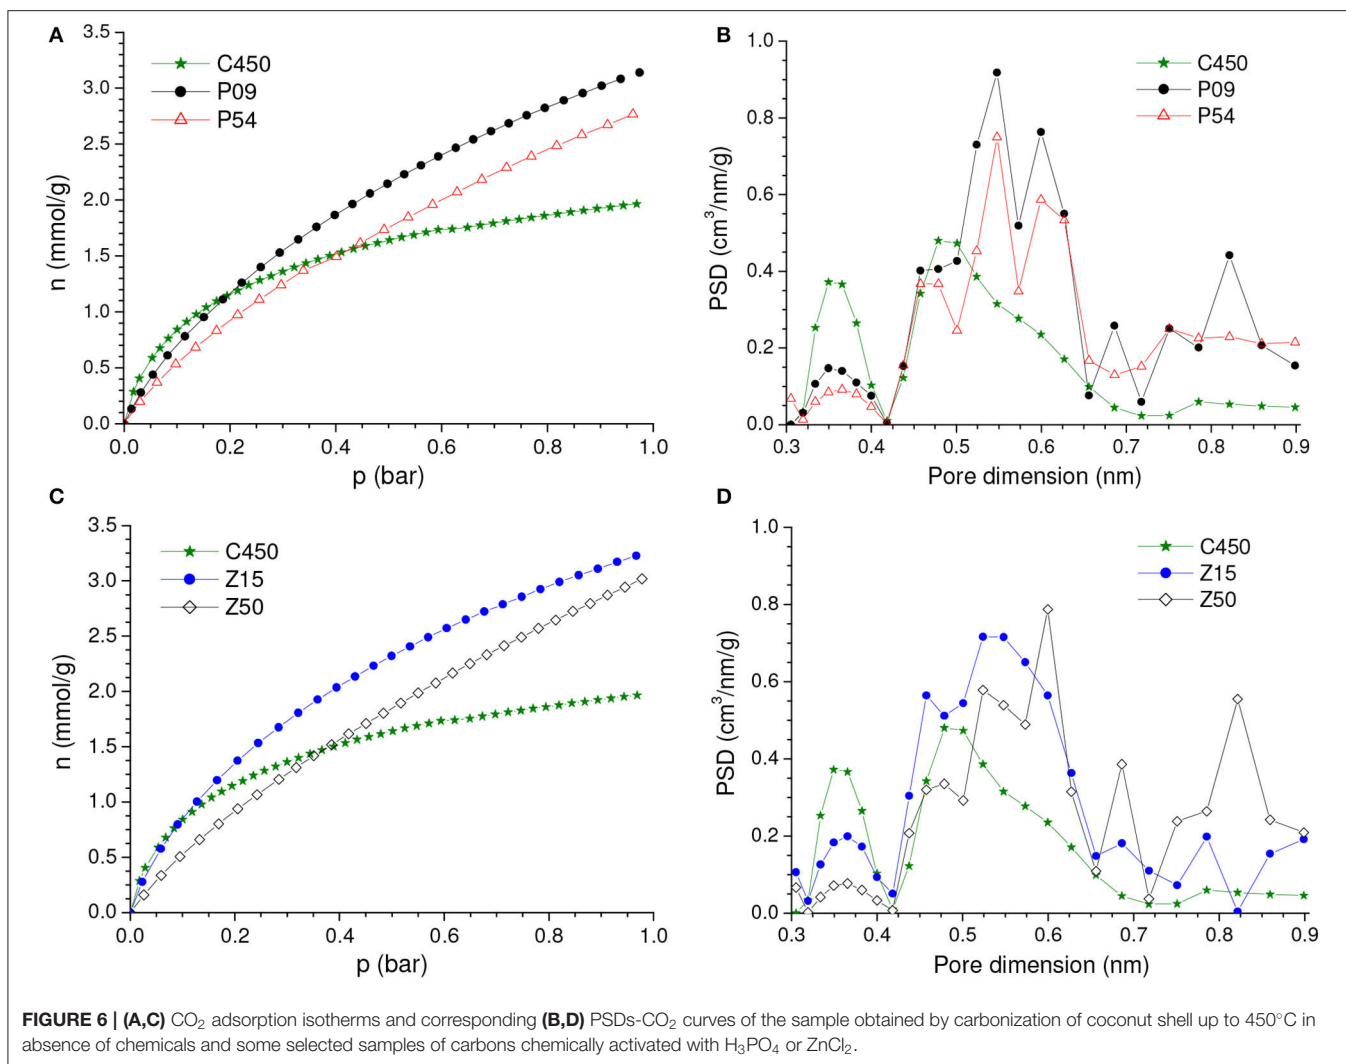 A
C450
P09
P54
3.5
3.0
2.5
2.0
1.5
1.0
0.5
0.0
n (mmol/g)
0.0 0.2 0.4 0.6 0.8 1.0
p (bar)
B
C450
P09
P54
1.0
0.8
0.6
0.4
0.2
0.0
PSD (cm³/nm/g)
0.3 0.4 0.5 0.6 0.7 0.8 0.9
Pore dimension (nm)
C
C450
Z15
Z50
3.5
3.0
2.5
2.0
1.5
1.0
0.5
0.0
n (mmol/g)
0.0 0.2 0.4 0.6 0.8 1.0
p (bar)
D
C450
Z15
Z50
1.0
0.8
0.6
0.4
0.2
0.0
PSD (cm³/nm/g)
0.3 0.4 0.5 0.6 0.7 0.8 0.9
Pore dimension (nm)
FIGURE 6 | (A,C) CO₂ adsorption isotherms and corresponding (B,D) PSDs-CO₂ curves of the sample obtained by carbonization of coconut shell up to 450°C in
absence of chemicals and some selected samples of carbons chemically activated with H₃PO₄ or ZnCl₂.